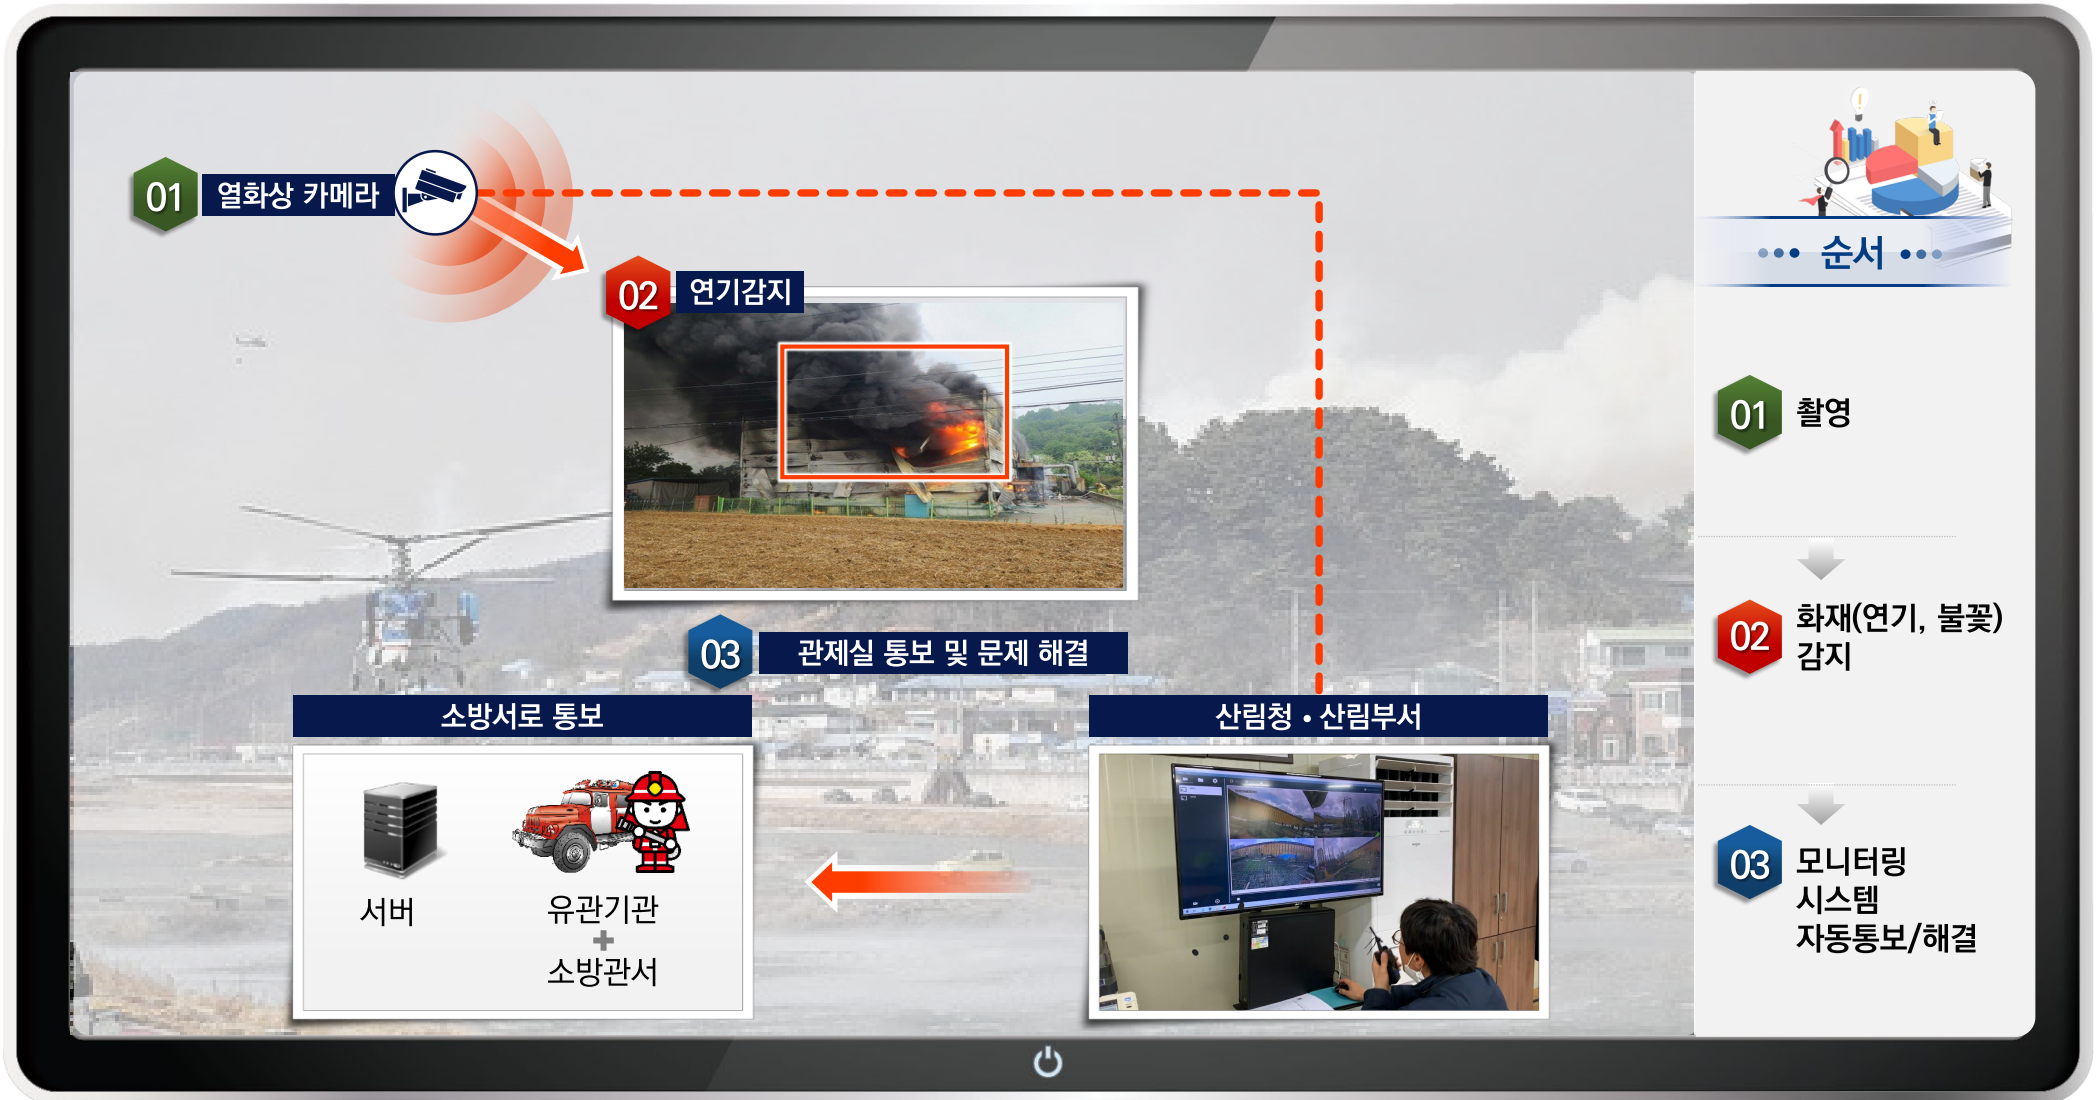 01 열화상 카메라
02 연기감지
03 관제실 통보 및 문제 해결
소방서로 통보
서버
유관기관
+
소방관서
산림청 • 산림부서
••• 순서 •••
01 촬영
02 화재(연기, 불꽃)
감지
03 모니터링
시스템
자동통보/해결